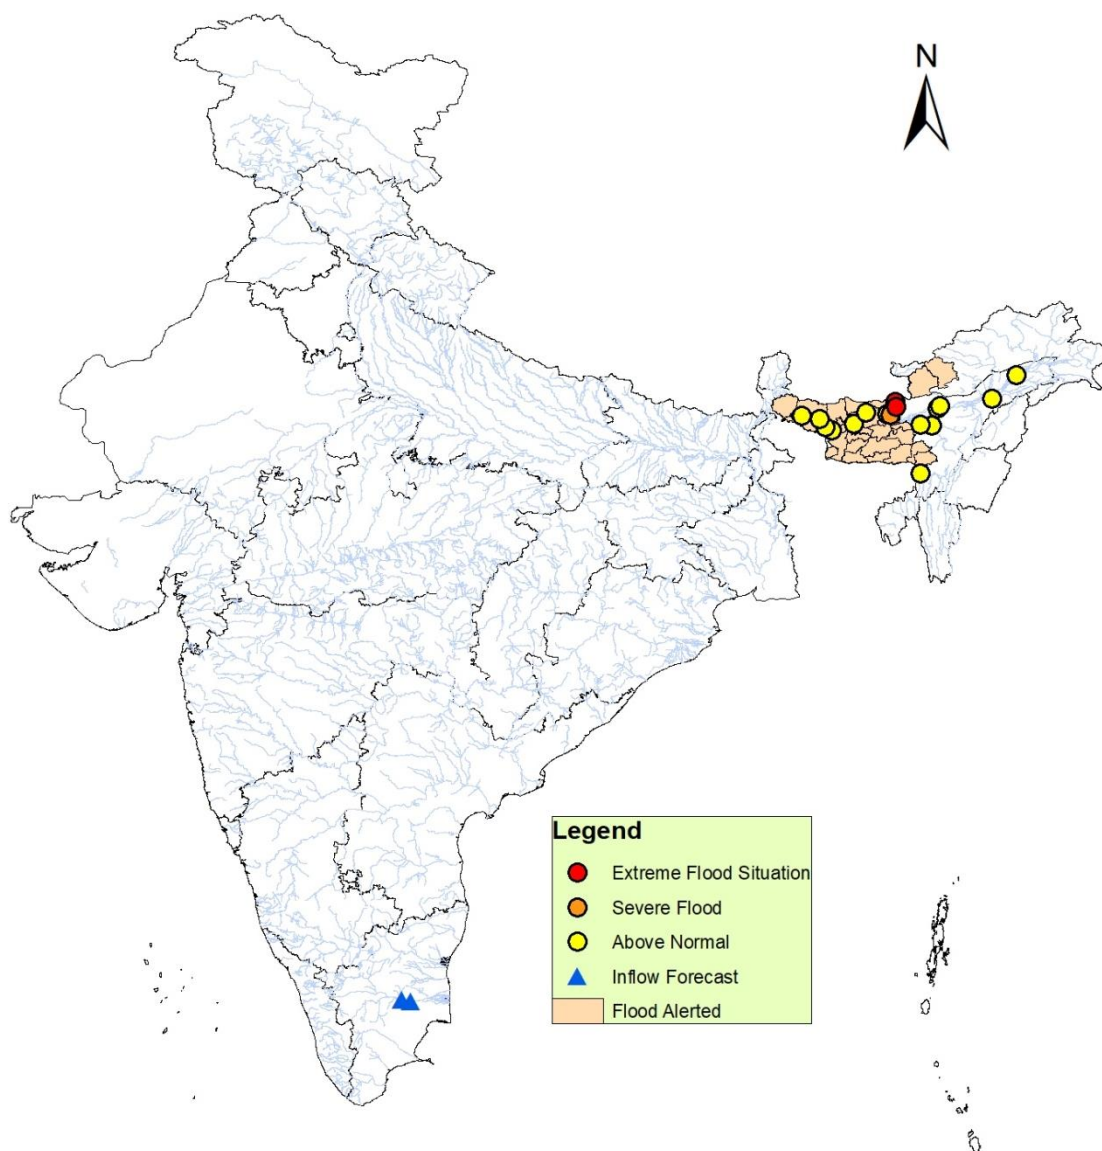 N
Legend
Extreme Flood Situation
Severe Flood
Above Normal
Inflow Forecast
Flood Alerted